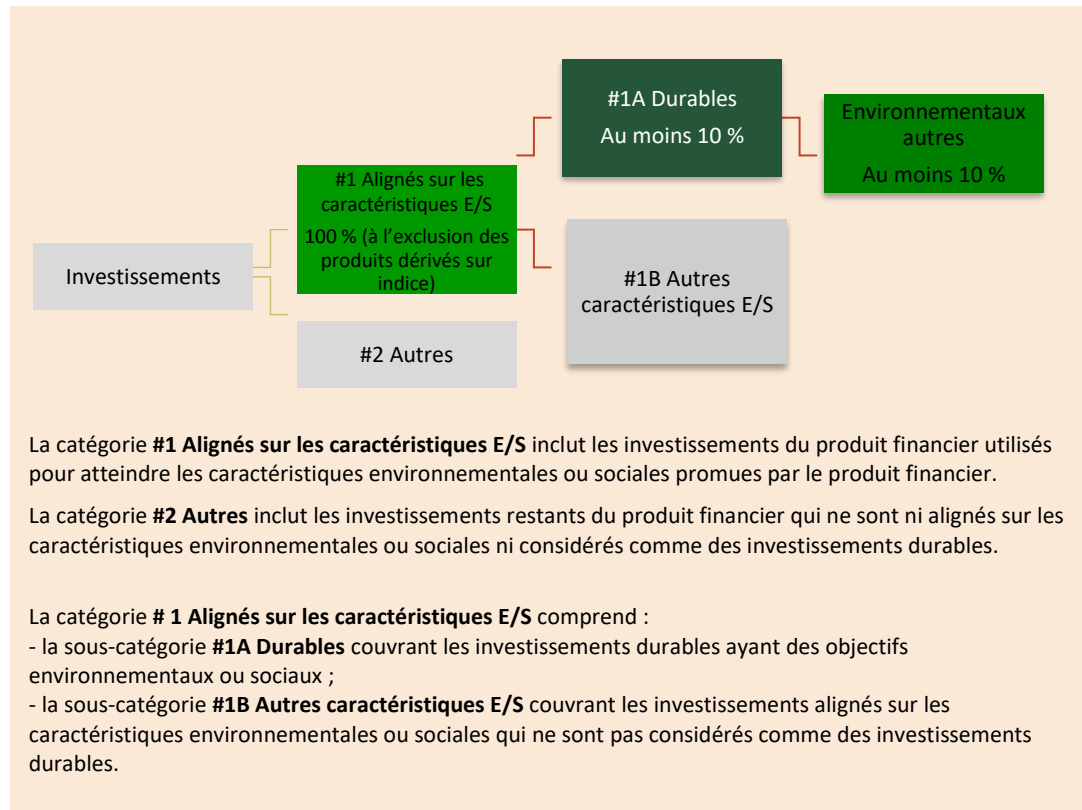 #1A Durables
Au moins 10 %
Environnementaux
autres
Au moins 10 %
#1 Alignés sur les
caractéristiques E/S
100 % (à l’exclusion des
produits dérivés sur
indice)
Investissements
#1B Autres
caractéristiques E/S
#2 Autres
La catégorie #1 Alignés sur les caractéristiques E/S inclut les investissements du produit financier utilisés
pour atteindre les caractéristiques environnementales ou sociales promues par le produit financier.
La catégorie #2 Autres inclut les investissements restants du produit financier qui ne sont ni alignés sur les
caractéristiques environnementales ou sociales ni considérés comme des investissements durables.
La catégorie # 1 Alignés sur les caractéristiques E/S comprend :
- la sous-catégorie #1A Durables couvrant les investissements durables ayant des objectifs
environnementaux ou sociaux ;
- la sous-catégorie #1B Autres caractéristiques E/S couvrant les investissements alignés sur les
caractéristiques environnementales ou sociales qui ne sont pas considérés comme des investissements
durables.